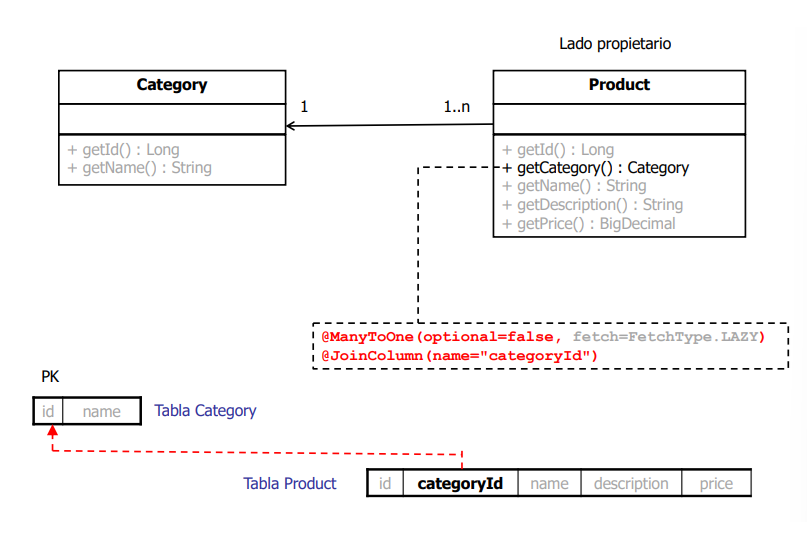 Lado propietario
Category
Product
1
1..n
+ getId() : Long
+ getName() : String
+ getId() : Long
+ getCategory() : Category
+ getName() : String
+ getDescription() : String
+ getPrice() : BigDecimal
@ManyToOne(optional=false, fetch=FetchType.LAZY)
@JoinColumn(name="categoryId")
PK
id name
Tabla Category
Tabla Product
id categoryId name description price